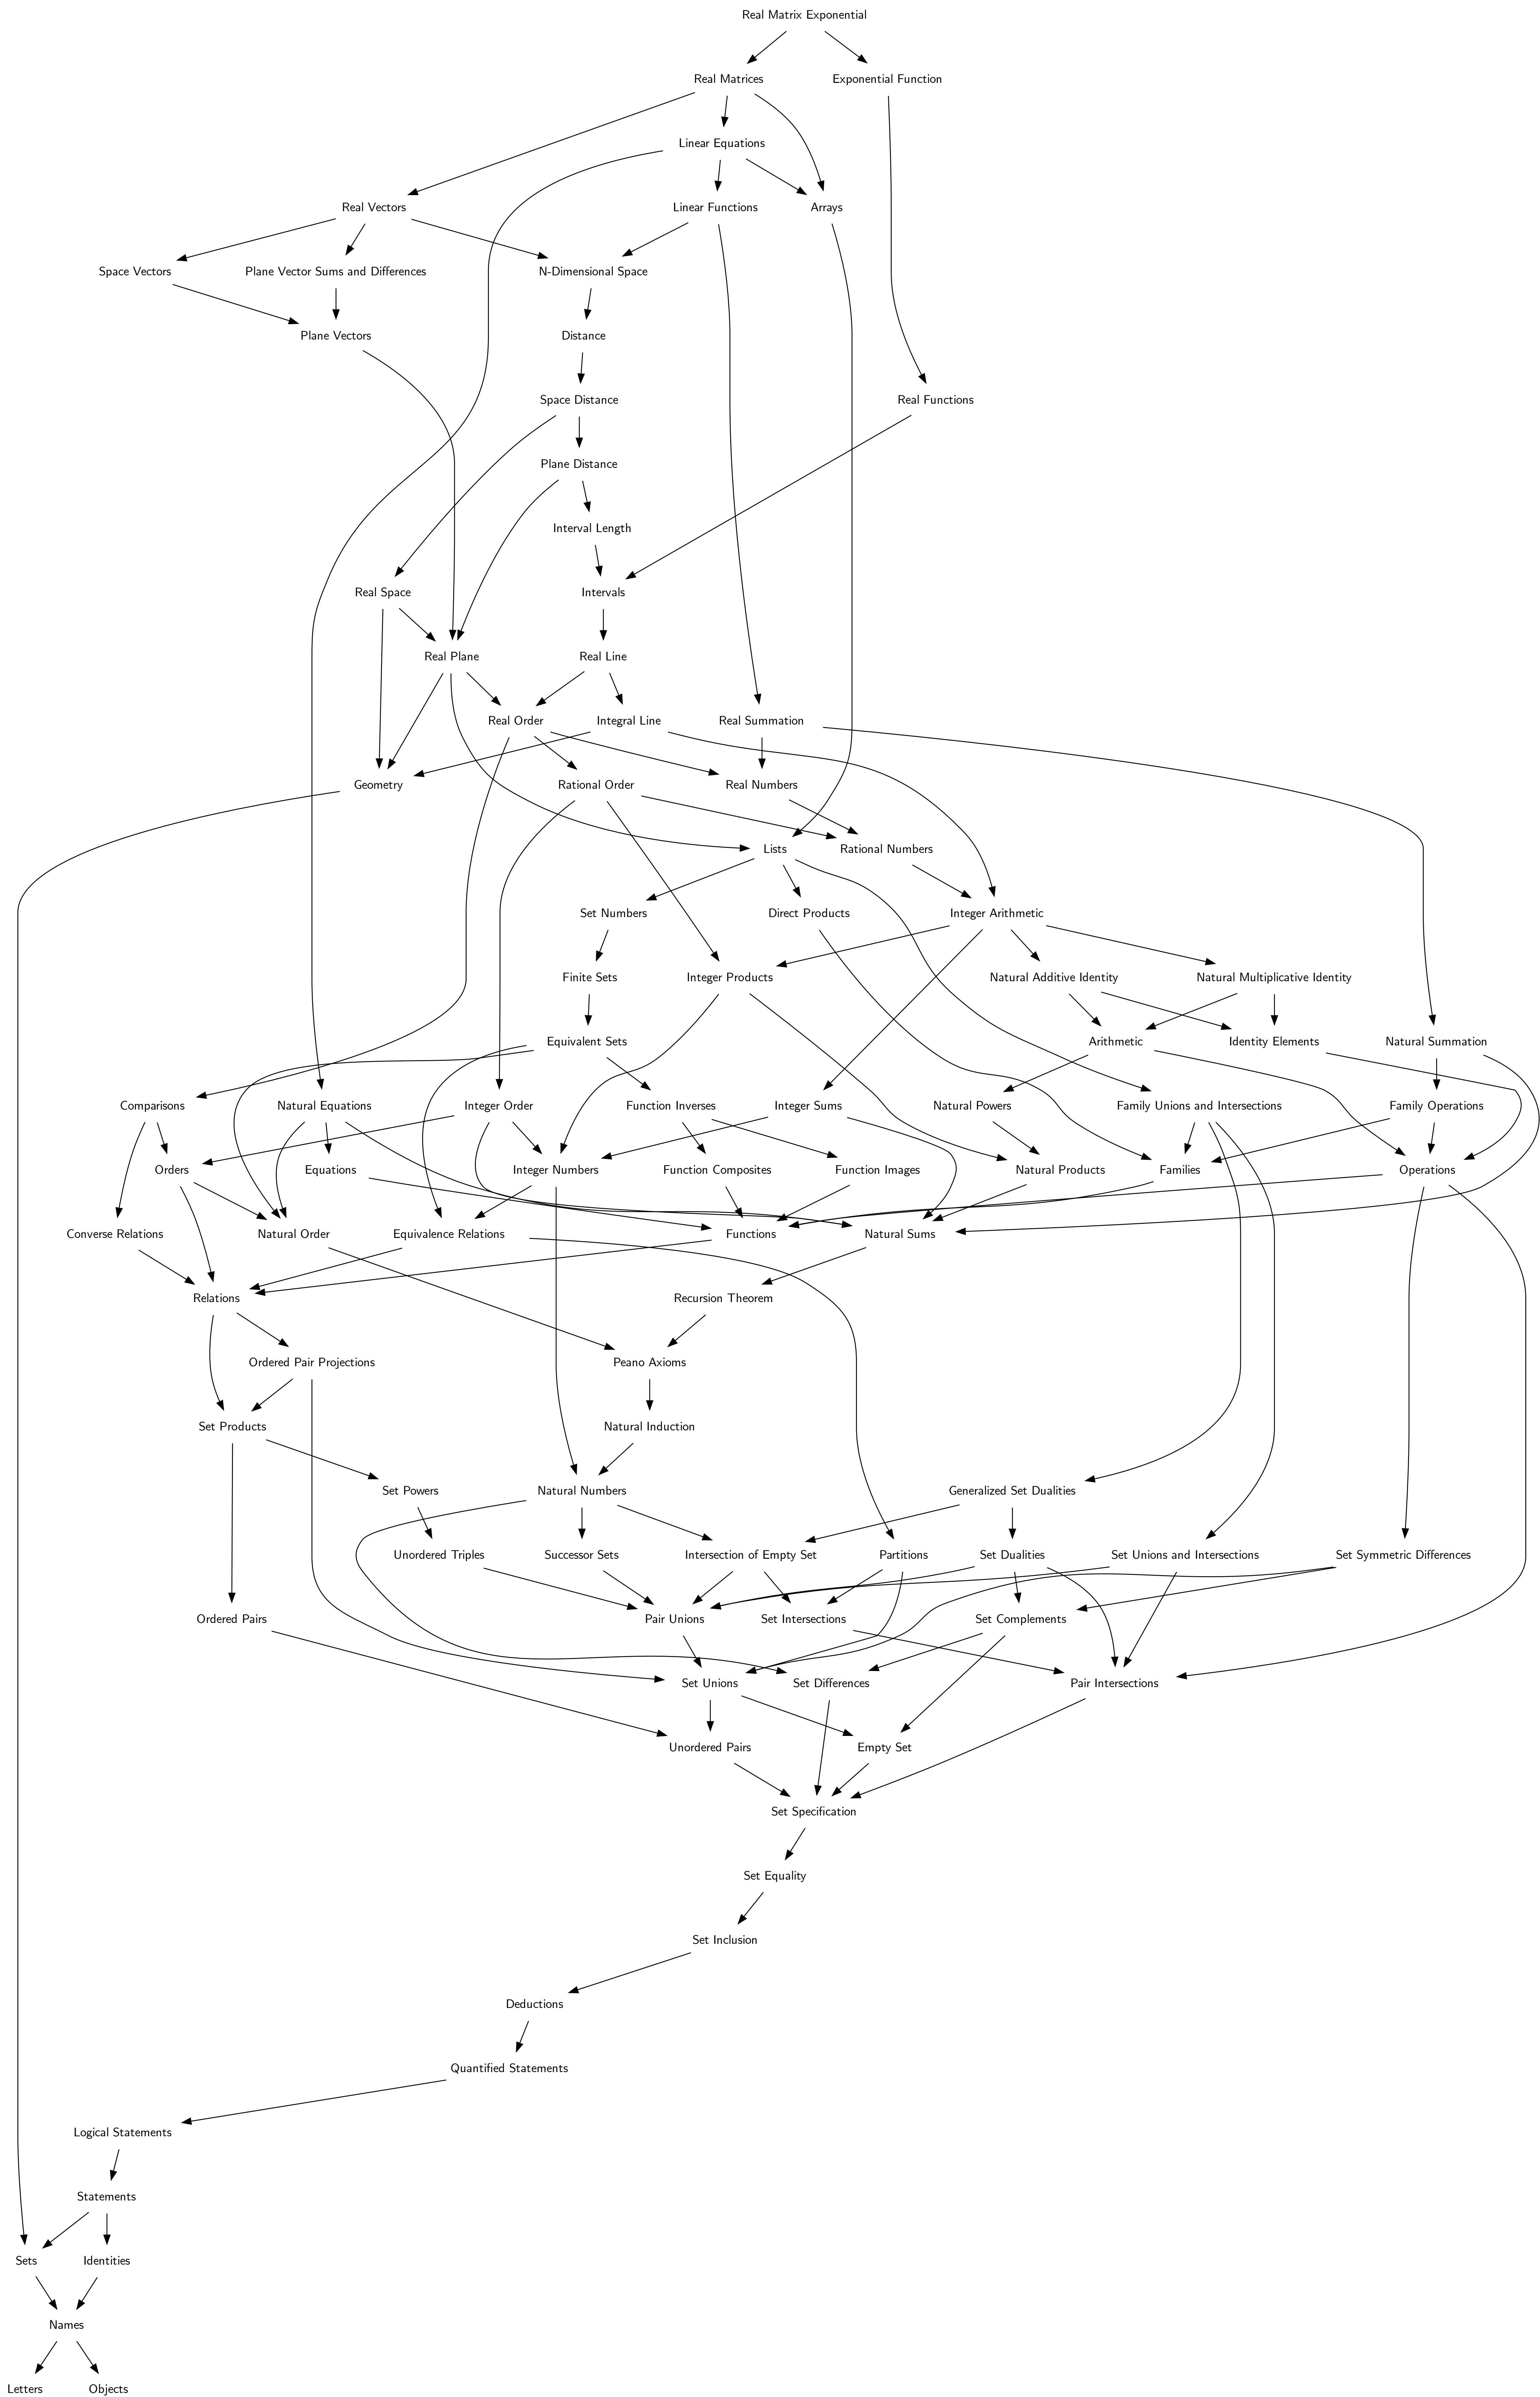 Real Matrix Exponential
Real Matrices
Exponential Function
Linear Equations
Real Vectors
Linear Functions
Arrays
Space Vectors
Plane Vector Sums and Differences
N-Dimensional Space
Plane Vectors
Distance
Space Distance
Real Functions
Plane Distance
Interval Length
Real Space
Intervals
Real Plane
Real Line
Real Order
Integral Line
Real Summation
Geometry
Rational Order
Real Numbers
Lists
Rational Numbers
Set Numbers
Direct Products
Integer Arithmetic
Finite Sets
Integer Products
Natural Additive Identity
Natural Multiplicative Identity
Equivalent Sets
Arithmetic
Identity Elements
Natural Summation
Comparisons
Natural Equations
Integer Order
Function Inverses
Integer Sums
Natural Powers
Family Unions and Intersections
Family Operations
Orders
Equations
Integer Numbers
Function Composites
Function Images
Natural Products
Families
Operations
Converse Relations
Natural Order
Equivalence Relations
Functions
Natural Sums
Relations
Recursion Theorem
Ordered Pair Projections
Peano Axioms
Set Products
Natural Induction
Set Powers
Natural Numbers
Generalized Set Dualities
Unordered Triples
Successor Sets
Intersection of Empty Set
Partitions
Set Dualities
Set Unions and Intersections
Set Symmetric Differences
Ordered Pairs
Pair Unions
Set Intersections
Set Complements
Set Unions
Set Differences
Pair Intersections
Unordered Pairs
Empty Set
Set Specification
Set Equality
Set Inclusion
Deductions
Quantified Statements
Logical Statements
Statements
Sets
Identities
Names
Letters
Objects